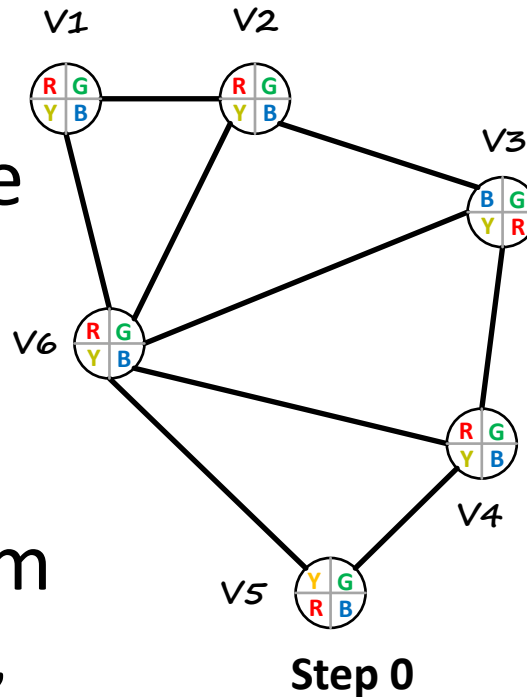 V1 V2
R G R G
Y B Y B
V3
e
B G
Y R
V6
R G
Y B
R G
Y B
V4
m
V5
Y G
R B
,
Step 0